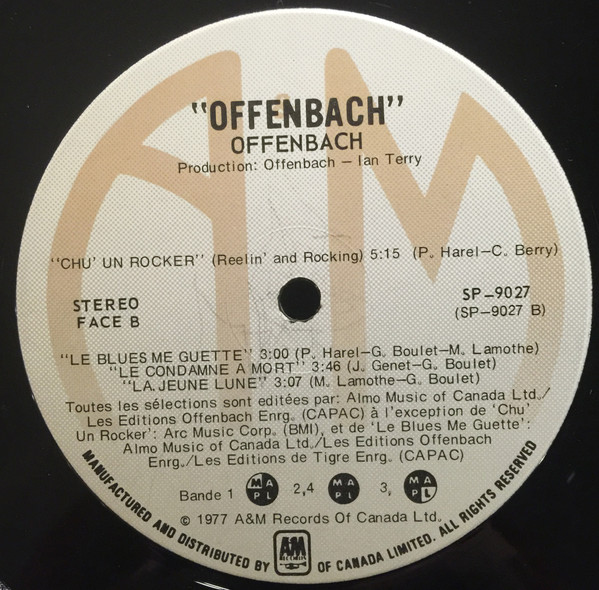 "OFFENBACH"
OFFENBACH
Production: Offenbach – Ian Terry
"CHU' UN ROCKER" (Reelin' and Rocking) 5:15 (P. Harel–C. Berry)
STEREO
FACE B
SP–9027
(SP–9027 B)
"LE BLUES ME GUETTE" 3:00 (P. Harel–G. Boulet–M. Lamothe)
"LE CONDAMNE A MORT" 3:46 (J. Genet–G. Boulet)
"LA JEUNE LUNE" 3:07 (M. Lamothe–G. Boulet)
Toutes les sélections sont editées par: Almo Music of Canada Ltd./
Les Editions Offenbach Enrg. (CAPAC) à l'exception de 'Chu'
Un Rocker': Arc Music Corp. (BMI), et de 'Le Blues Me Guette':
Almo Music of Canada Ltd./Les Editions Offenbach
Enrg./Les Editions de Tigre Enrg. (CAPAC)
Bande 1 MAPL 2,4 MAPL 3, MAPL
© 1977 A&M Records Of Canada Ltd.
MANUFACTURED AND DISTRIBUTED BY A&M RECORDS OF CANADA LIMITED. ALL RIGHTS RESERVED